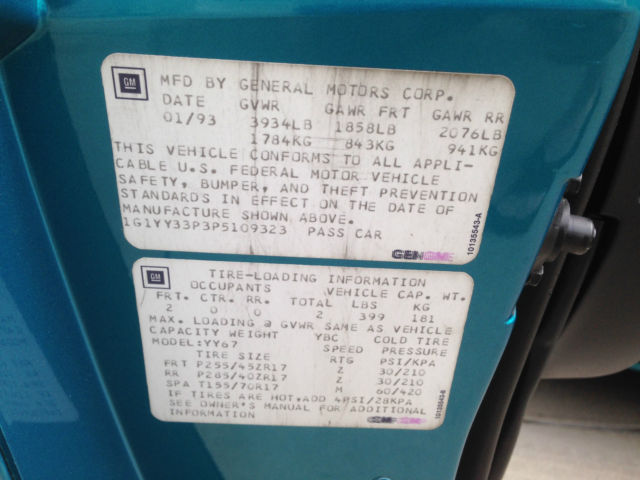 GM
MFD BY GENERAL MOTORS CORP.
DATE GVWR GAWR FRT GAWR RR
01/93 3934LB 1858LB 2076LB
1784KG 843KG 941KG
THIS VEHICLE CONFORMS TO ALL APPLI-
CABLE U.S. FEDERAL MOTOR VEHICLE
SAFETY, BUMPER, AND THEFT PREVENTION
STANDARDS IN EFFECT ON THE DATE OF
MANUFACTURE SHOWN ABOVE.
1G1YY33P3P5109323 PASS CAR
10135543-A
GM
TIRE-LOADING INFORMATION
OCCUPANTS VEHICLE CAP. WT.
FRT. CTR. RR. TOTAL LBS KG
2 0 0 2 399 181
MAX. LOADING @ GVWR SAME AS VEHICLE
CAPACITY WEIGHT YBC COLD TIRE
MODEL:YY67 SPEED PRESSURE
TIRE SIZE RTG PSI/KPA
FRT P255/45ZR17 Z 30/210
RR P285/40ZR17 Z 30/210
SPA T155/70R17 M 60/420
IF TIRES ARE HOT,ADD 4PSI/28KPA
SEE OWNER'S MANUAL FOR ADDITIONAL
INFORMATION